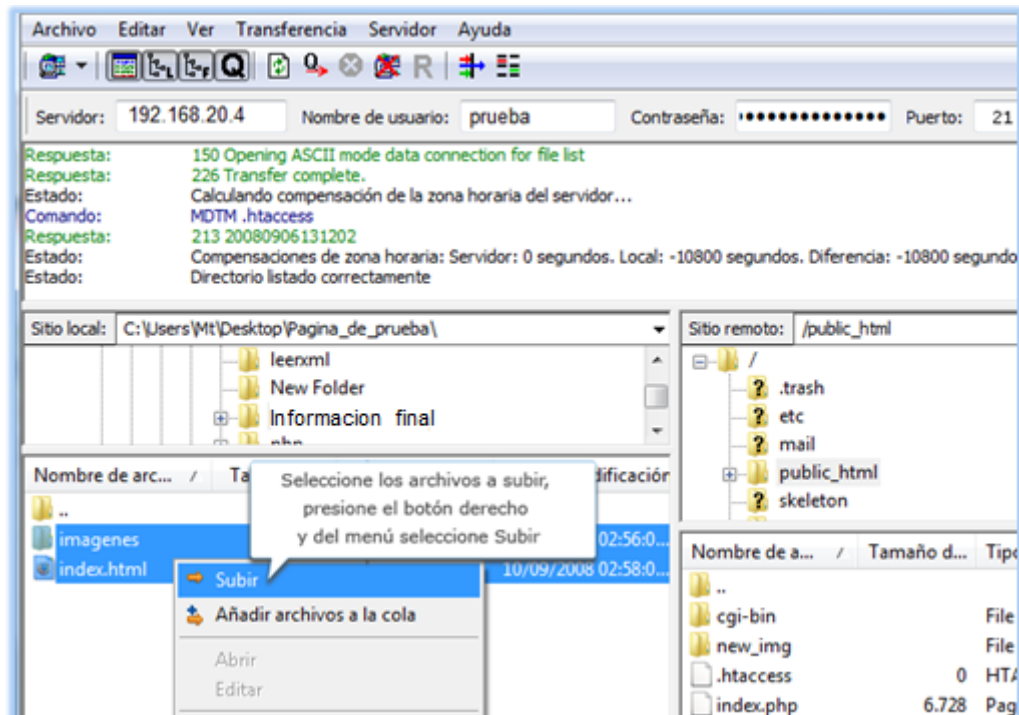 Archivo Editar Ver Transferencia Servidor Ayuda
Servidor: 192.168.20.4 Nombre de usuario: prueba Contraseña: •••••••••••••• Puerto: 21
Respuesta: 150 Opening ASCII mode data connection for file list
Respuesta: 226 Transfer complete.
Estado: Calculando compensación de la zona horaria del servidor...
Comando: MDTM .htaccess
Respuesta: 213 20080906131202
Estado: Compensaciones de zona horaria: Servidor: 0 segundos. Local: -10800 segundos. Diferencia: -10800 segundo
Estado: Directorio listado correctamente
Sitio local: C:\Users\Mt\Desktop\Pagina_de_prueba\
leerxml
New Folder
Informacion final
php
Nombre de arc... / Ta
dificación
..
imagenes 02:56:0...
index.html 10/09/2008 02:58:0...
Seleccione los archivos a subir,
presione el botón derecho
y del menú seleccione Subir
Subir
Añadir archivos a la cola
Abrir
Editar
Sitio remoto: /public_html
/
.trash
etc
mail
public_html
skeleton
Nombre de a... / Tamaño d... Tipo
..
cgi-bin File
new_img File
.htaccess 0 HTA
index.php 6.728 Pag